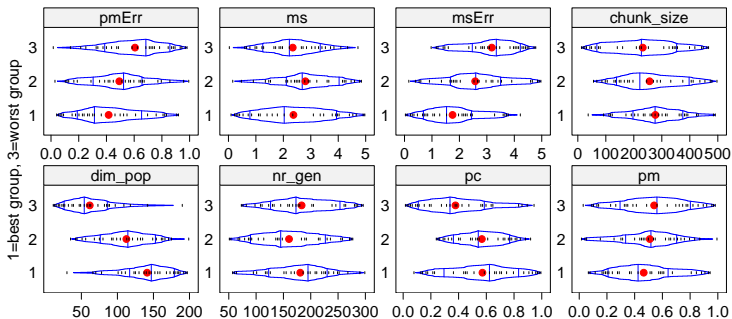 1=best group, 3=worst group
pmErr ms msErr chunk_size
3 3 3 3
2 2 2 2
1 1 1 1
0.0 0.2 0.4 0.6 0.8 1.0 0 1 2 3 4 5 0 1 2 3 4 5 0 100 200 300 400 500
dim_pop nr_gen pc pm
3 3 3 3
2 2 2 2
1 1 1 1
50 100 150 200 50 100 150 200 250 300 0.0 0.2 0.4 0.6 0.8 1.0 0.0 0.2 0.4 0.6 0.8 1.0